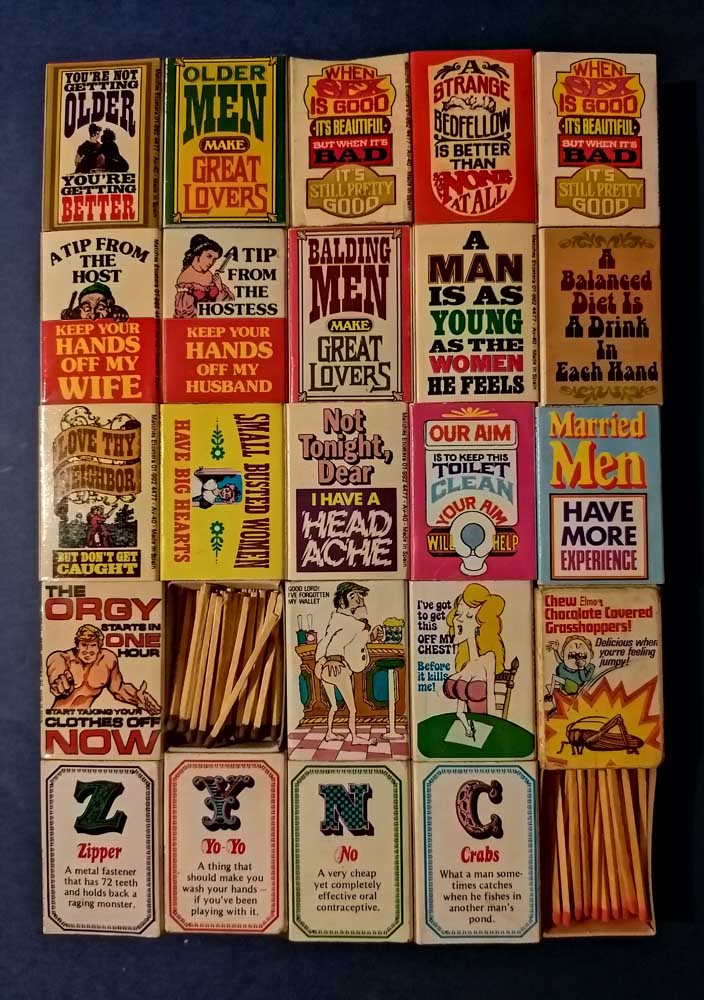 YOU'RE NOT
GETTING
OLDER
YOU'RE
GETTING
BETTER
OLDER
MEN
MAKE
GREAT
LOVERS
WHEN
SEX
IS GOOD
IT'S BEAUTIFUL
BUT WHEN IT'S
BAD
IT'S
STILL PRETTY
GOOD
A
STRANGE
BEDFELLOW
IS BETTER
THAN
NONE
AT ALL
WHEN
SEX
IS GOOD
IT'S BEAUTIFUL
BUT WHEN IT'S
BAD
IT'S
STILL PRETTY
GOOD
A TIP FROM
THE
HOST
KEEP YOUR
HANDS
OFF MY
WIFE
A TIP
FROM
THE
HOSTESS
KEEP YOUR
HANDS
OFF MY
HUSBAND
BALDING
MEN
MAKE
GREAT
LOVERS
A
MAN
IS AS
YOUNG
AS THE
WOMEN
HE FEELS
A
Balanced
Diet Is
A Drink
In
Each Hand
LOVE THY
NEIGHBOR
BUT DON'T GET
CAUGHT
SMALL BUSTED WOMEN
HAVE BIG HEARTS
Not
Tonight,
Dear
I HAVE A
HEAD
ACHE
OUR AIM
IS TO KEEP THIS
TOILET
CLEAN
YOUR AIM
WILL HELP
Married
Men
HAVE
MORE
EXPERIENCE
THE
ORGY
STARTS IN
ONE
HOUR
START TAKING YOUR
CLOTHES OFF
NOW
GOOD LORD!
I'VE FORGOTTEN
MY WALLET
I've got
to get
this
OFF MY
CHEST!
Before
it kills
me!
Chew Elmo's
Chocolate Covered
Grasshoppers!
Delicious when
you're feeling
jumpy!
Z
Zipper
A metal fastener
that has 72 teeth
and holds back a
raging monster.
Y
Yo-Yo
A thing that
should make you
wash your hands —
if you've been
playing with it.
N
No
A very cheap
yet completely
effective oral
contraceptive.
C
Crabs
What a man some-
times catches
when he fishes in
another man's
pond.